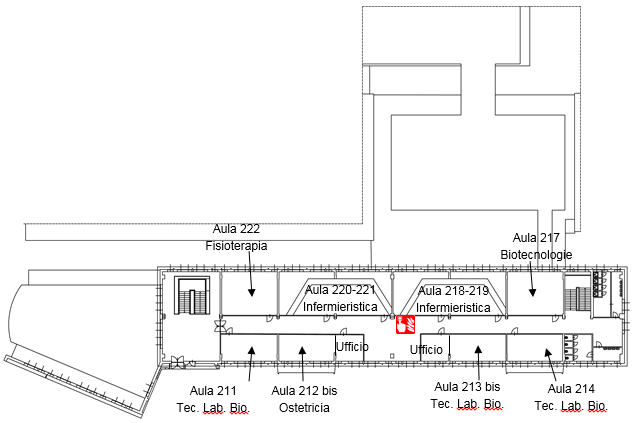 Aula 222
Fisioterapia
Aula 217
Biotecnologie
Aula 220-221
Infermieristica
Aula 218-219
Infermieristica
Ufficio
Ufficio
Aula 211
Tec. Lab. Bio.
Aula 212 bis
Ostetricia
Aula 213 bis
Tec. Lab. Bio.
Aula 214
Tec. Lab. Bio.